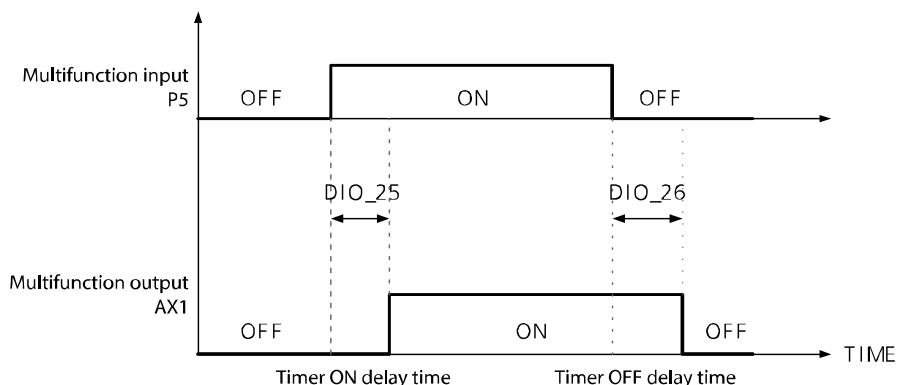 Multifunction input
P5
OFF
ON
OFF
DIO_25
DIO_26
Multifunction output
AX1
OFF
ON
OFF
TIME
Timer ON delay time
Timer OFF delay time